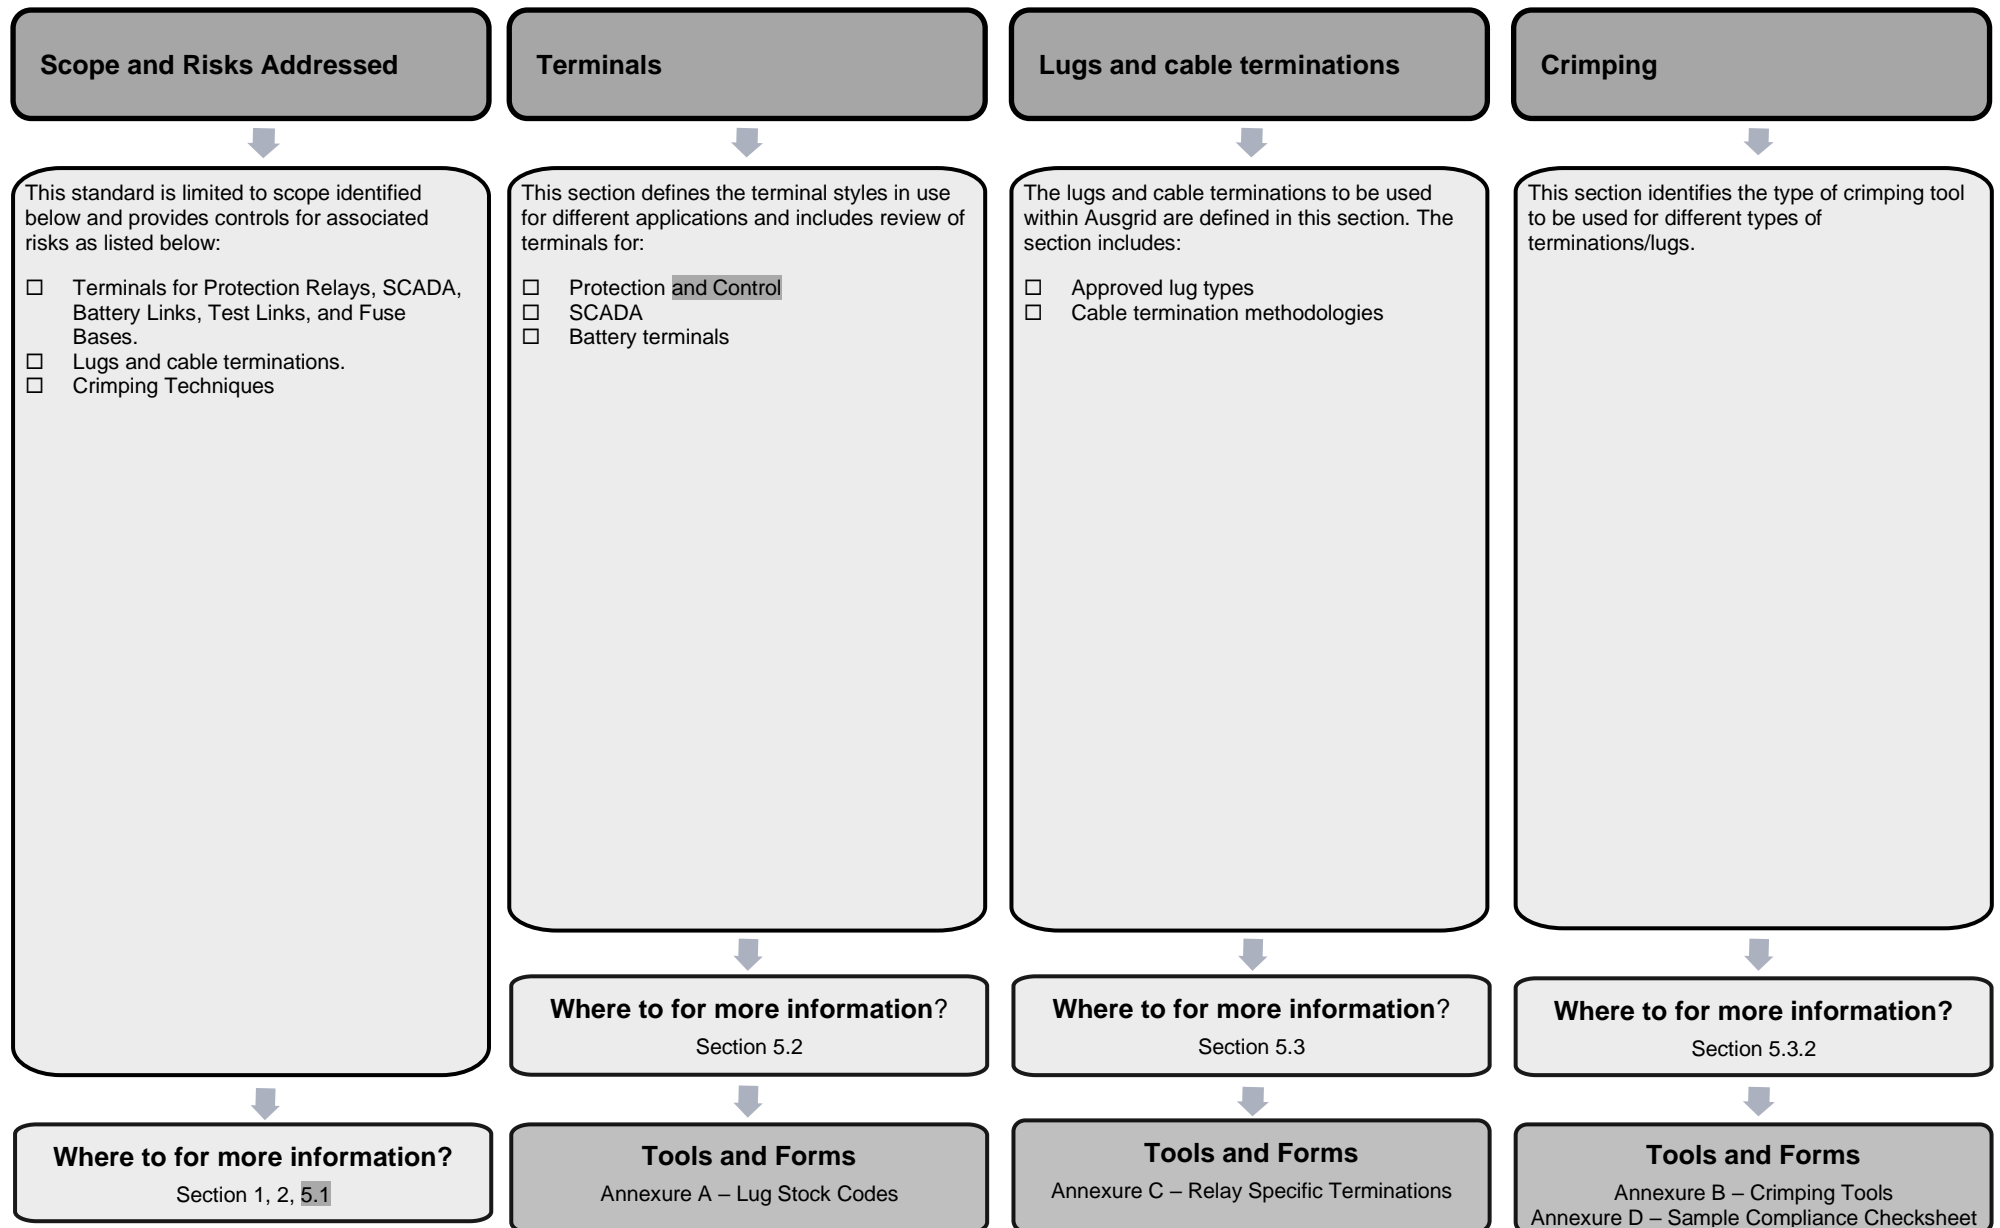 Scope and Risks Addressed
This standard is limited to scope identified
below and provides controls for associated
risks as listed below:
☐ Terminals for Protection Relays, SCADA,
Battery Links, Test Links, and Fuse
Bases.
☐ Lugs and cable terminations.
☐ Crimping Techniques
Where to for more information?
Section 1, 2, 5.1
Terminals
This section defines the terminal styles in use
for different applications and includes review of
terminals for:
☐ Protection and Control
☐ SCADA
☐ Battery terminals
Where to for more information?
Section 5.2
Tools and Forms
Annexure A – Lug Stock Codes
Lugs and cable terminations
The lugs and cable terminations to be used
within Ausgrid are defined in this section. The
section includes:
☐ Approved lug types
☐ Cable termination methodologies
Where to for more information?
Section 5.3
Tools and Forms
Annexure C – Relay Specific Terminations
Crimping
This section identifies the type of crimping tool
to be used for different types of
terminations/lugs.
Where to for more information?
Section 5.3.2
Tools and Forms
Annexure B – Crimping Tools
Annexure D – Sample Compliance Checksheet